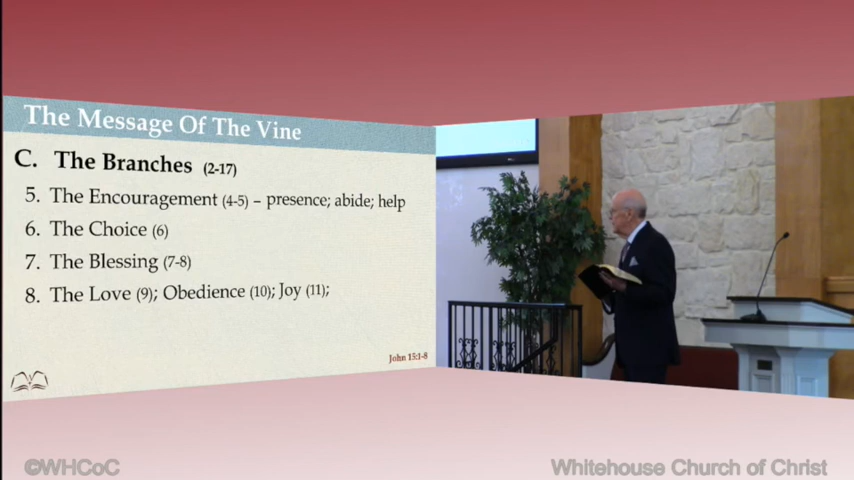 The Message Of The Vine
C. The Branches (2-17)
5. The Encouragement (4-5) – presence; abide; help
6. The Choice (6)
7. The Blessing (7-8)
8. The Love (9); Obedience (10); Joy (11);
John 15:1-8
©WHCoC
Whitehouse Church of Christ